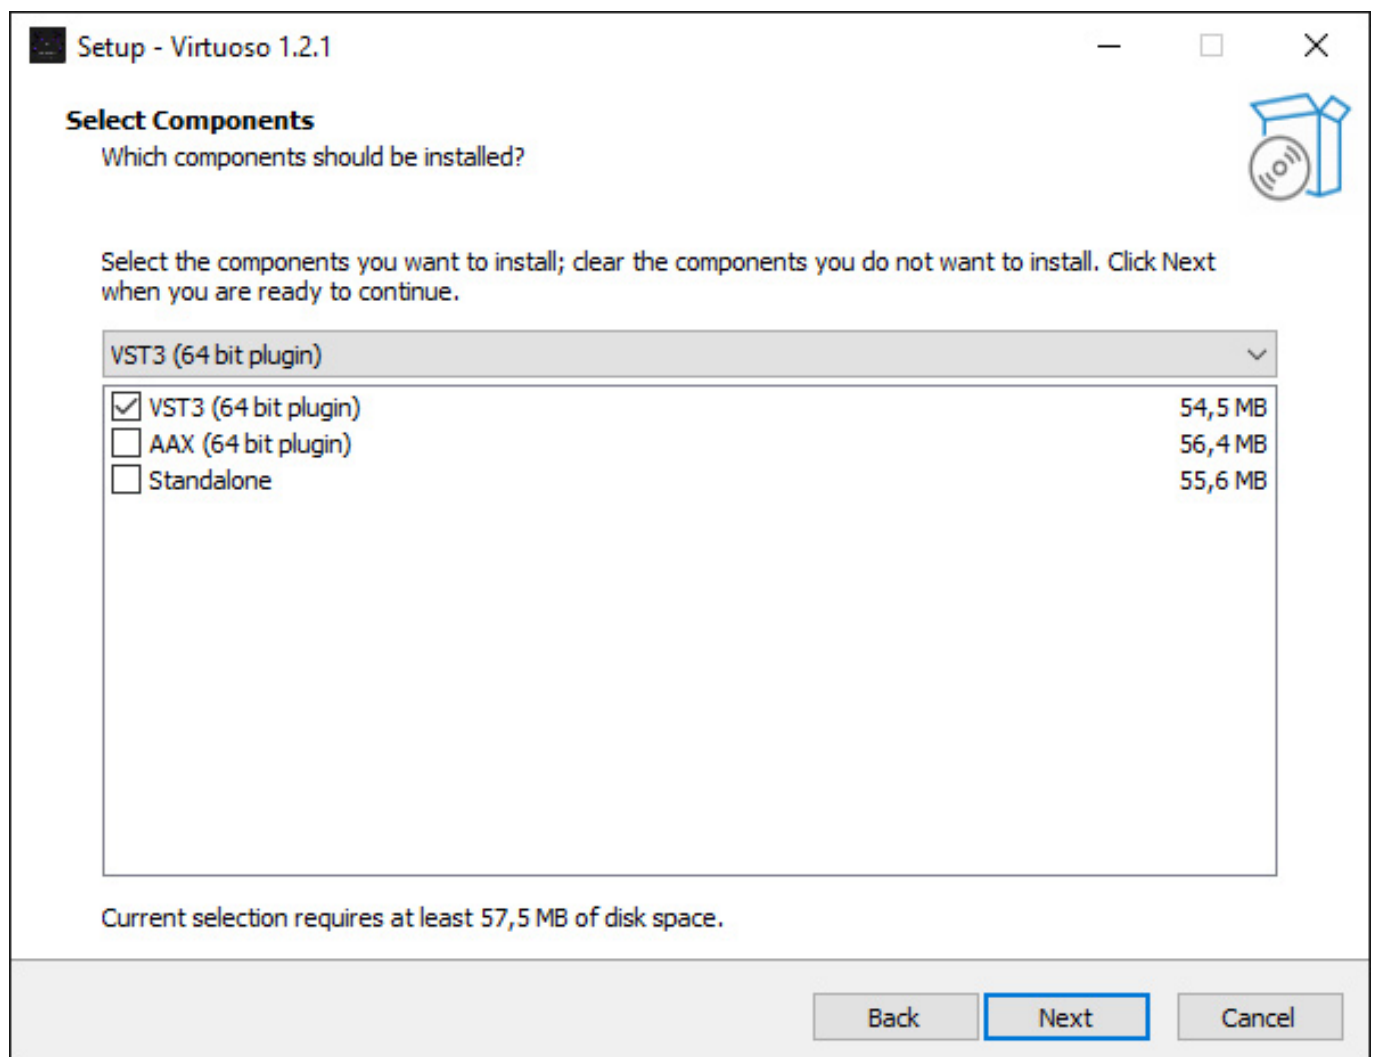 Setup - Virtuoso 1.2.1
Select Components
Which components should be installed?
Select the components you want to install; clear the components you do not want to install. Click Next
when you are ready to continue.
VST3 (64 bit plugin)
VST3 (64 bit plugin) 54,5 MB
AAX (64 bit plugin) 56,4 MB
Standalone 55,6 MB
Current selection requires at least 57,5 MB of disk space.
Back Next Cancel